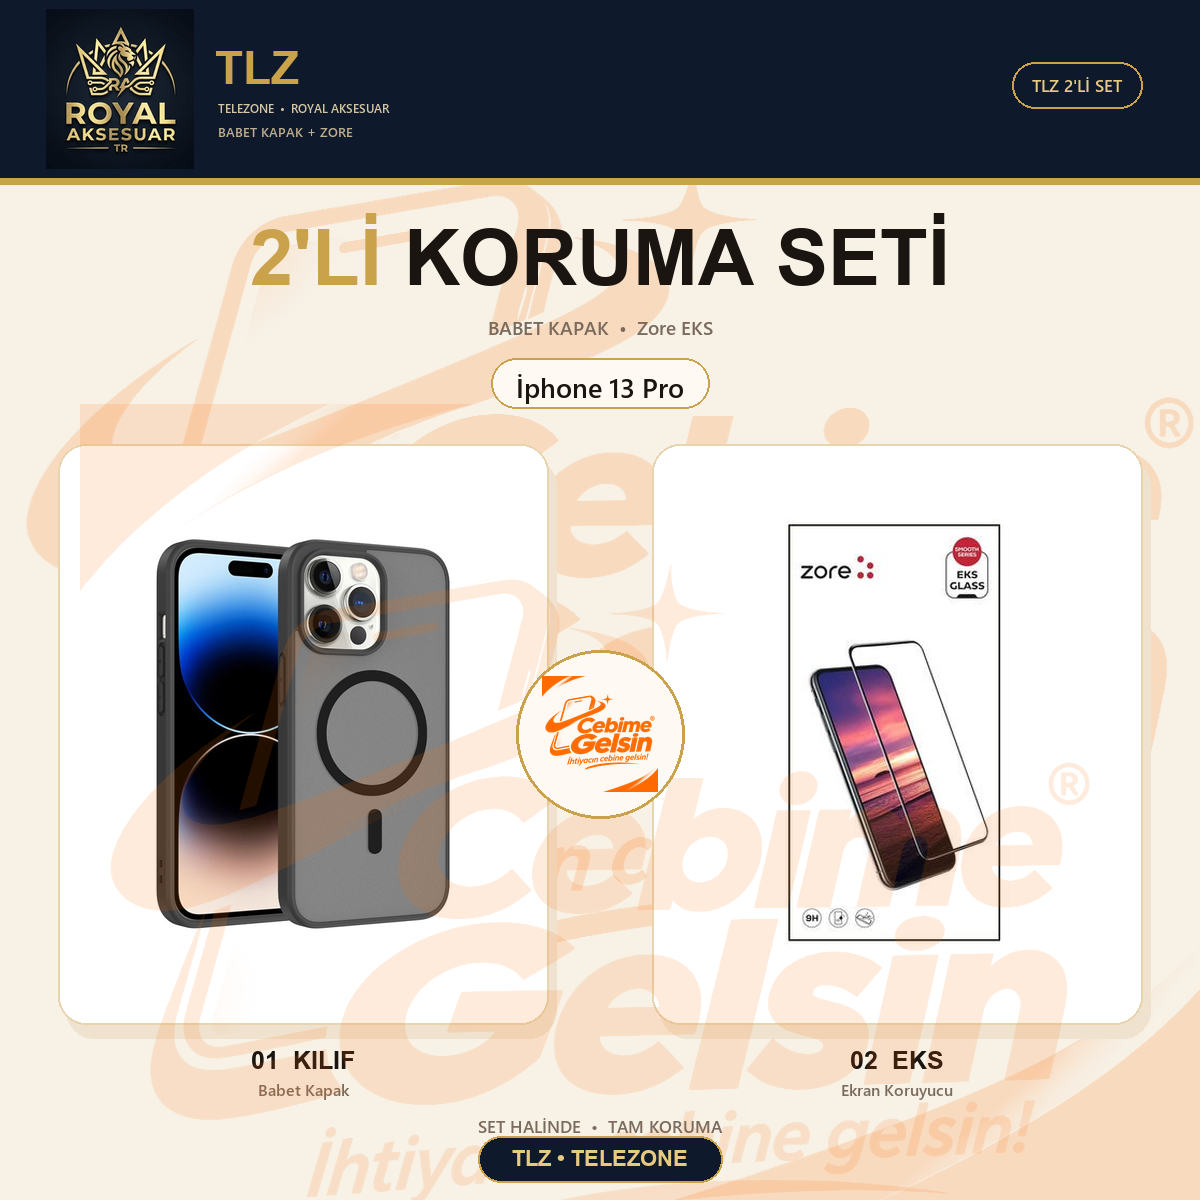 ROYAL
AKSESUAR
TR
TLZ
TELEZONE • ROYAL AKSESUAR
BABET KAPAK + ZORE
TLZ 2'Lİ SET
2'Lİ KORUMA SETİ
BABET KAPAK • Zore EKS
İphone 13 Pro
zore
SMOOTH
SERIES
EKS
GLASS
9H
Cebime®
Gelsin
İhtiyacın cebine gelsin!
Cebime®
Gelsin
01 KILIF
Babet Kapak
02 EKS
Ekran Koruyucu
SET HALİNDE • TAM KORUMA
TLZ • TELEZONE